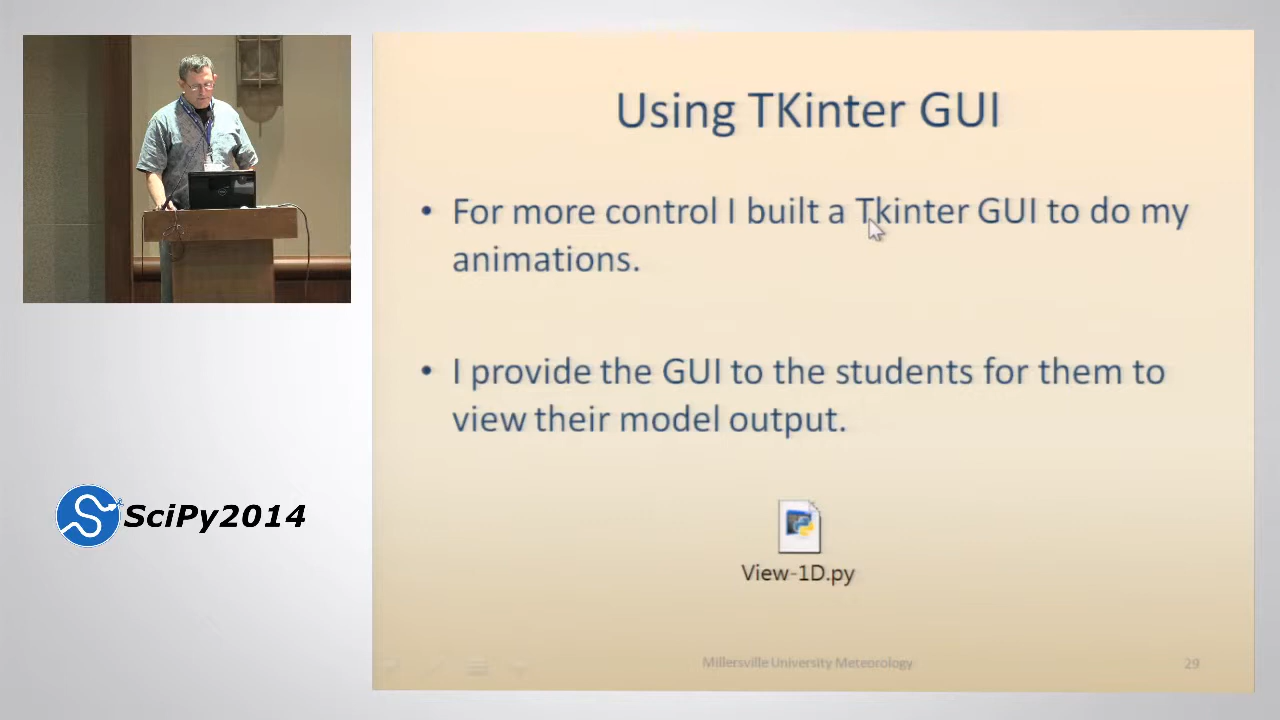 Using TKinter GUI
• For more control I built a Tkinter GUI to do my
animations.
• I provide the GUI to the students for them to
view their model output.
SciPy2014
View-1D.py
Millersville University Meteorology
29